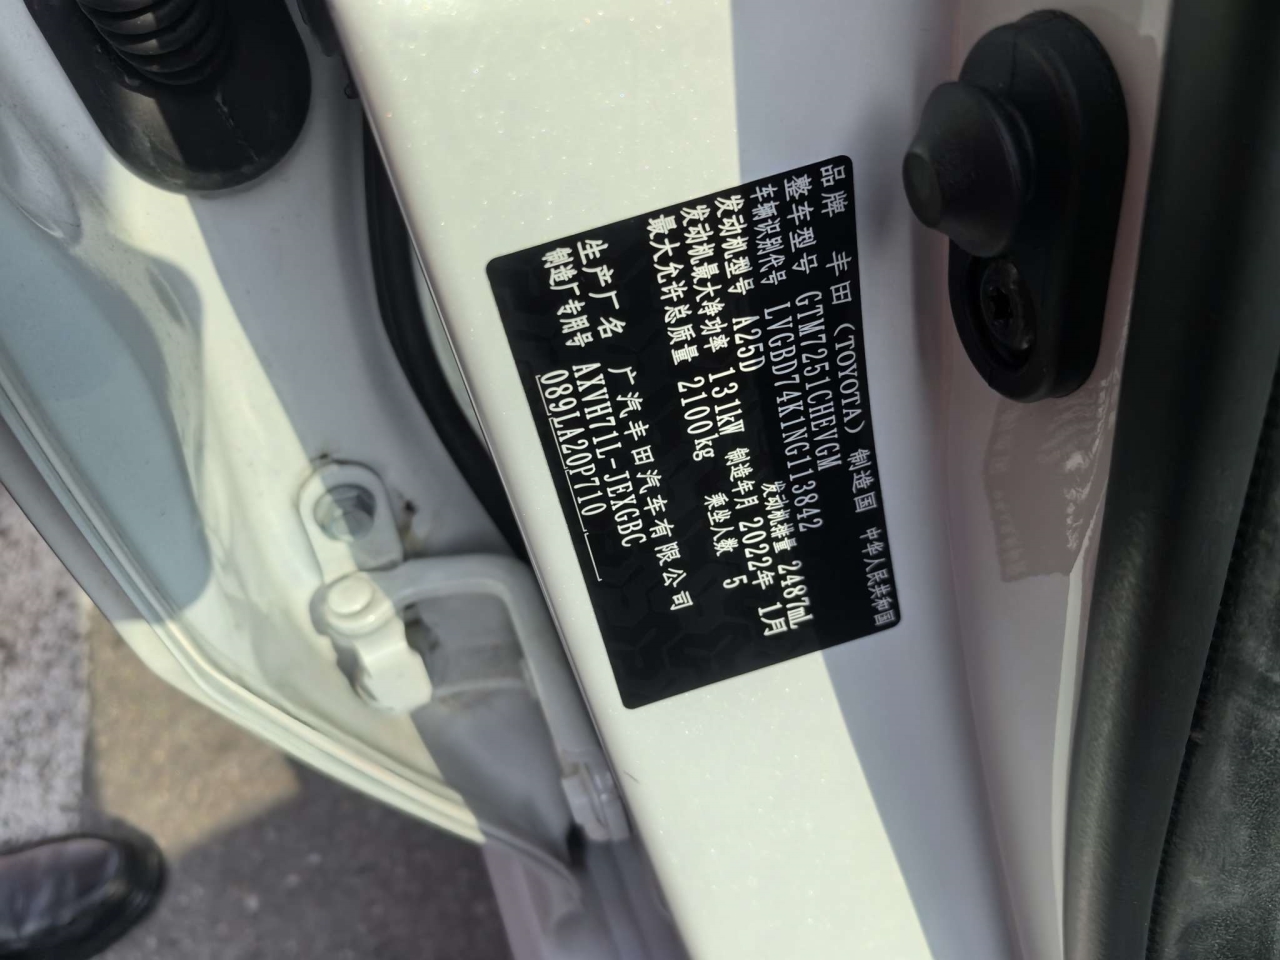 品牌 丰田(TOYOTA) 制造国 中华人民共和国
整车型号 GTM7251CHEVGM
车辆识别代号 LVGBD74K1NG113842
发动机型号 A25D 发动机排量 2487mL
发动机最大净功率 131kW 制造年月 2022年 1月
最大允许总质量 2100kg 乘坐人数 5
生产厂名 广汽丰田汽车有限公司
制造厂专用号 AXVH71L-JEXGBC
089LA20P710